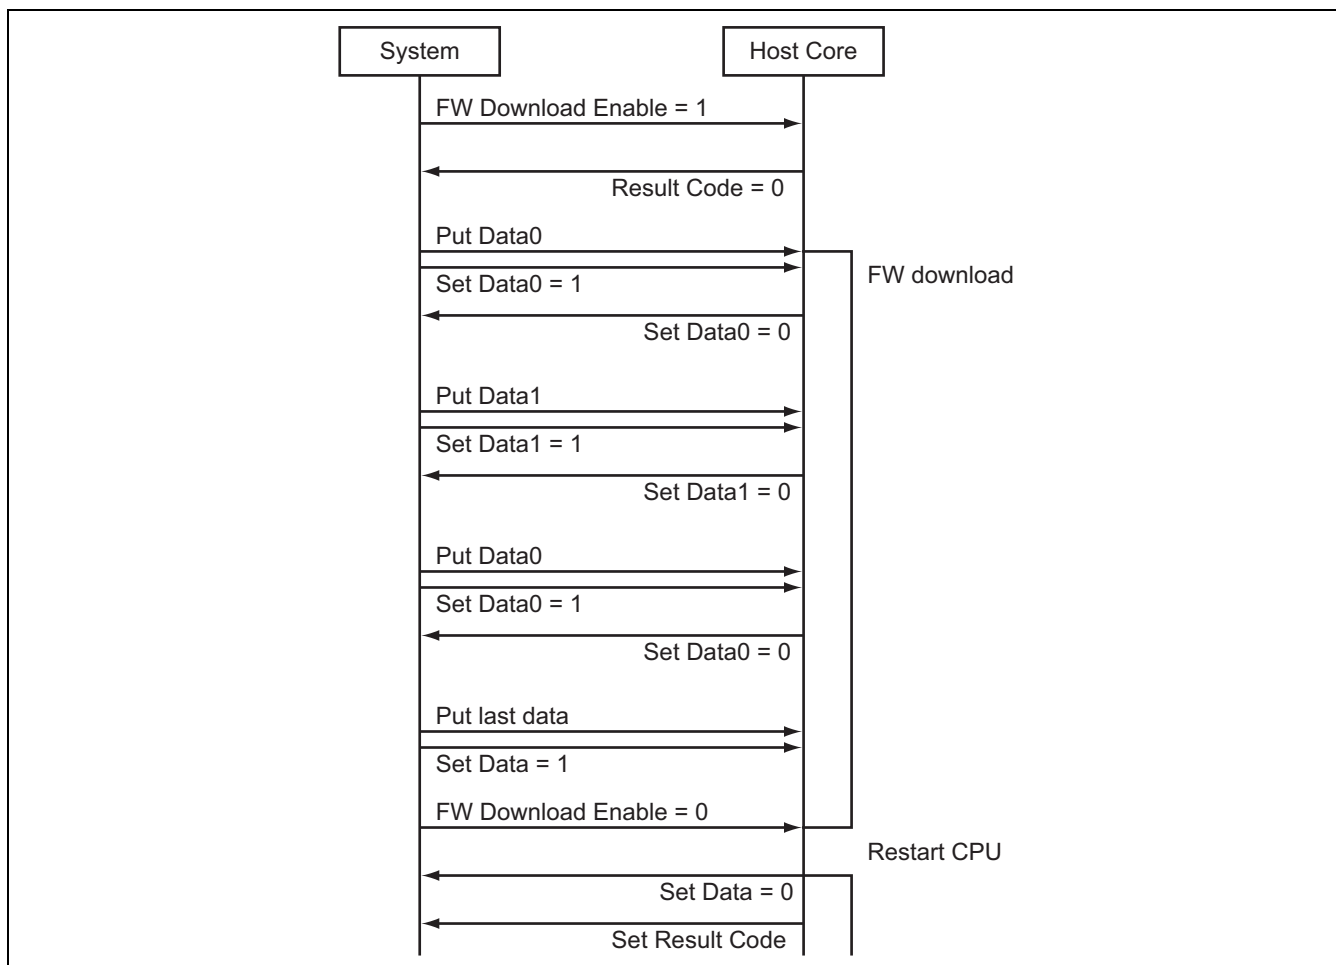 System
Host Core
FW Download Enable = 1
Result Code = 0
Put Data0
FW download
Set Data0 = 1
Set Data0 = 0
Put Data1
Set Data1 = 1
Set Data1 = 0
Put Data0
Set Data0 = 1
Set Data0 = 0
Put last data
Set Data = 1
FW Download Enable = 0
Restart CPU
Set Data = 0
Set Result Code